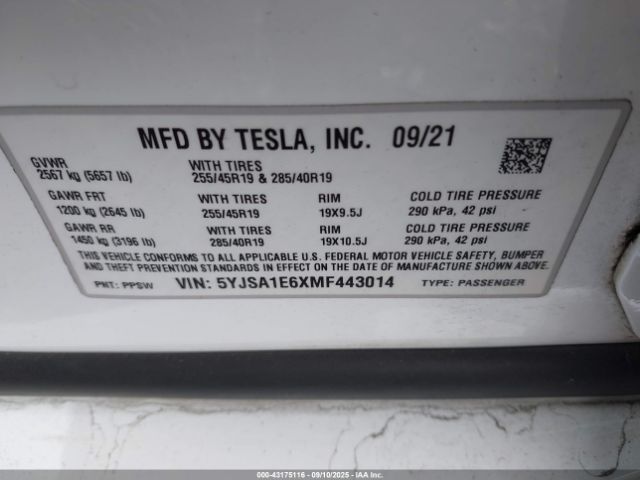 MFD BY TESLA, INC. 09/21
GVWR WITH TIRES
2567 kg (5657 lb) 255/45R19 & 285/40R19
GAWR FRT WITH TIRES RIM COLD TIRE PRESSURE
1200 kg (2645 lb) 255/45R19 19X9.5J 290 kPa, 42 psi
GAWR RR WITH TIRES RIM COLD TIRE PRESSURE
1450 kg (3196 lb) 285/40R19 19X10.5J 290 kPa, 42 psi
THIS VEHICLE CONFORMS TO ALL APPLICABLE U.S. FEDERAL MOTOR VEHICLE SAFETY, BUMPER
AND THEFT PREVENTION STANDARDS IN EFFECT ON THE DATE OF MANUFACTURE SHOWN ABOVE.
PNT: PPSW VIN: 5YJSA1E6XMF443014 TYPE: PASSENGER
000-43175116 - 09/10/2025 - IAA Inc.